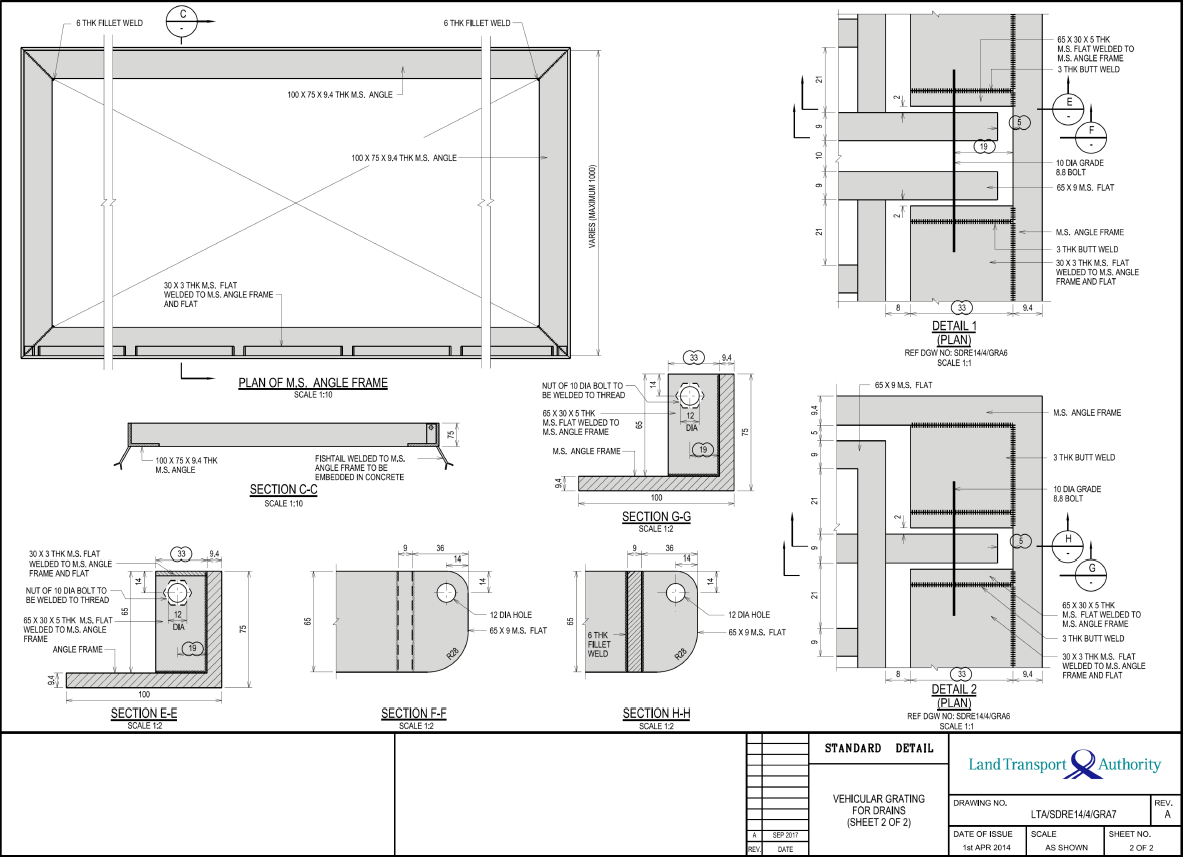 6 THK FILLET WELD
C
6 THK FILLET WELD
100 X 75 X 9.4 THK M.S. ANGLE
100 X 75 X 9.4 THK M.S. ANGLE
VARIES (MAXIMUM 1000)
30 X 3 THK M.S. FLAT
WELDED TO M.S. ANGLE FRAME
AND FLAT
PLAN OF M.S. ANGLE FRAME
SCALE 1:10
75
100 X 75 X 9.4 THK
M.S. ANGLE
FISHTAIL WELDED TO M.S.
ANGLE FRAME TO BE
EMBEDDED IN CONCRETE
SECTION C-C
SCALE 1:10
65 X 30 X 5 THK
M.S. FLAT WELDED TO
M.S. ANGLE FRAME
3 THK BUTT WELD
21
2
E
-
9
5
F
-
19
10
10 DIA GRADE
8.8 BOLT
9
65 X 9 M.S. FLAT
2
21
M.S. ANGLE FRAME
3 THK BUTT WELD
30 X 3 THK M.S. FLAT
WELDED TO M.S. ANGLE
FRAME AND FLAT
8
33
9.4
DETAIL 1
(PLAN)
REF DGW NO: SDRE14/4/GRA6
SCALE 1:1
33
9.4
NUT OF 10 DIA BOLT TO
BE WELDED TO THREAD
14
65 X 30 X 5 THK
M.S. FLAT WELDED TO
M.S. ANGLE FRAME
12
DIA
65
75
19
M.S. ANGLE FRAME
9.4
100
SECTION G-G
SCALE 1:2
65 X 9 M.S. FLAT
9.4
M.S. ANGLE FRAME
5
9
3 THK BUTT WELD
21
10 DIA GRADE
8.8 BOLT
2
9
5
H
-
G
-
21
65 X 30 X 5 THK
M.S. FLAT WELDED TO
M.S. ANGLE FRAME
9
3 THK BUTT WELD
30 X 3 THK M.S. FLAT
WELDED TO M.S. ANGLE
FRAME AND FLAT
8
33
9.4
DETAIL 2
(PLAN)
REF DGW NO: SDRE14/4/GRA6
SCALE 1:1
30 X 3 THK M.S. FLAT
WELDED TO M.S. ANGLE
FRAME AND FLAT
33
9.4
14
NUT OF 10 DIA BOLT TO
BE WELDED TO THREAD
65
12
DIA
75
65 X 30 X 5 THK M.S. FLAT
WELDED TO M.S. ANGLE
FRAME
19
ANGLE FRAME
9.4
100
SECTION E-E
SCALE 1:2
9
36
14
14
65
12 DIA HOLE
65 X 9 M.S. FLAT
R28
SECTION F-F
SCALE 1:2
9
36
14
14
65
12 DIA HOLE
6 THK
FILLET
WELD
65 X 9 M.S. FLAT
R28
SECTION H-H
SCALE 1:2
A SEP 2017
REV. DATE
STANDARD DETAIL
VEHICULAR GRATING
FOR DRAINS
(SHEET 2 OF 2)
Land Transport Authority
DRAWING NO.
LTA/SDRE14/4/GRA7
REV.
A
DATE OF ISSUE
1st APR 2014
SCALE
AS SHOWN
SHEET NO.
2 OF 2